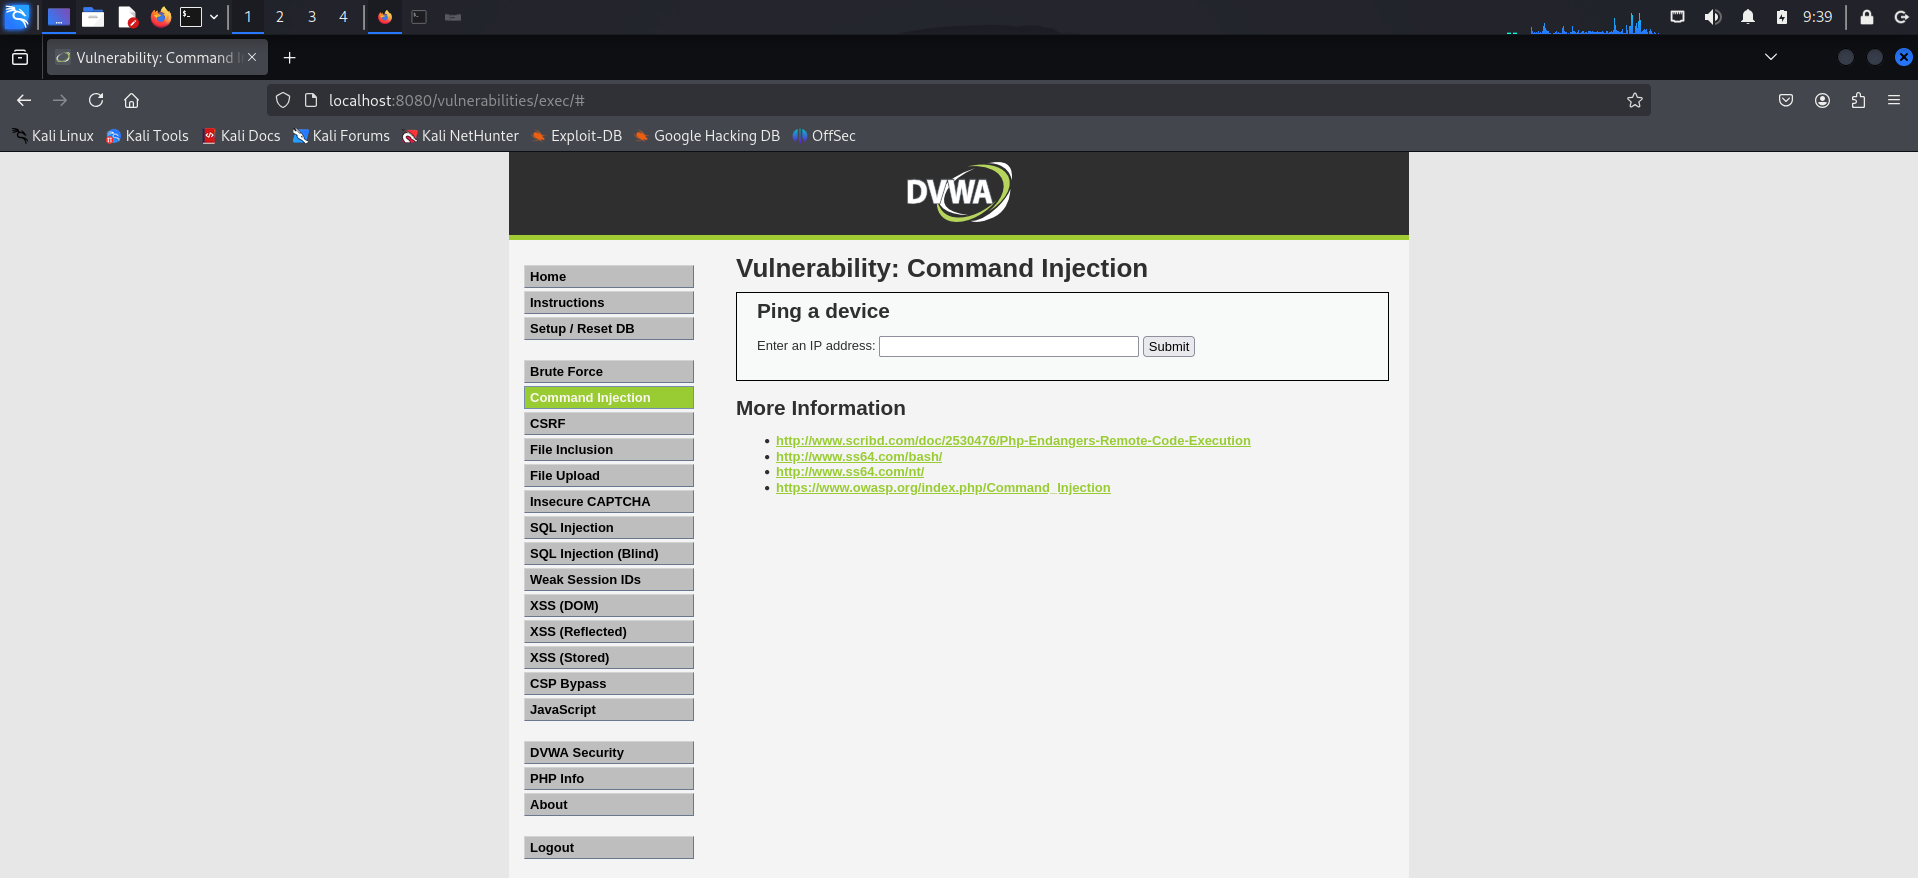 1 2 3 4 9:39
Vulnerability: Command I
localhost:8080/vulnerabilities/exec/#
Kali Linux Kali Tools Kali Docs Kali Forums Kali NetHunter Exploit-DB Google Hacking DB OffSec
DVWA
Home
Instructions
Setup / Reset DB
Brute Force
Command Injection
CSRF
File Inclusion
File Upload
Insecure CAPTCHA
SQL Injection
SQL Injection (Blind)
Weak Session IDs
XSS (DOM)
XSS (Reflected)
XSS (Stored)
CSP Bypass
JavaScript
DVWA Security
PHP Info
About
Logout
Vulnerability: Command Injection
Ping a device
Enter an IP address: Submit
More Information
http://www.scribd.com/doc/2530476/Php-Endangers-Remote-Code-Execution
http://www.ss64.com/bash/
http://www.ss64.com/nt/
https://www.owasp.org/index.php/Command_Injection